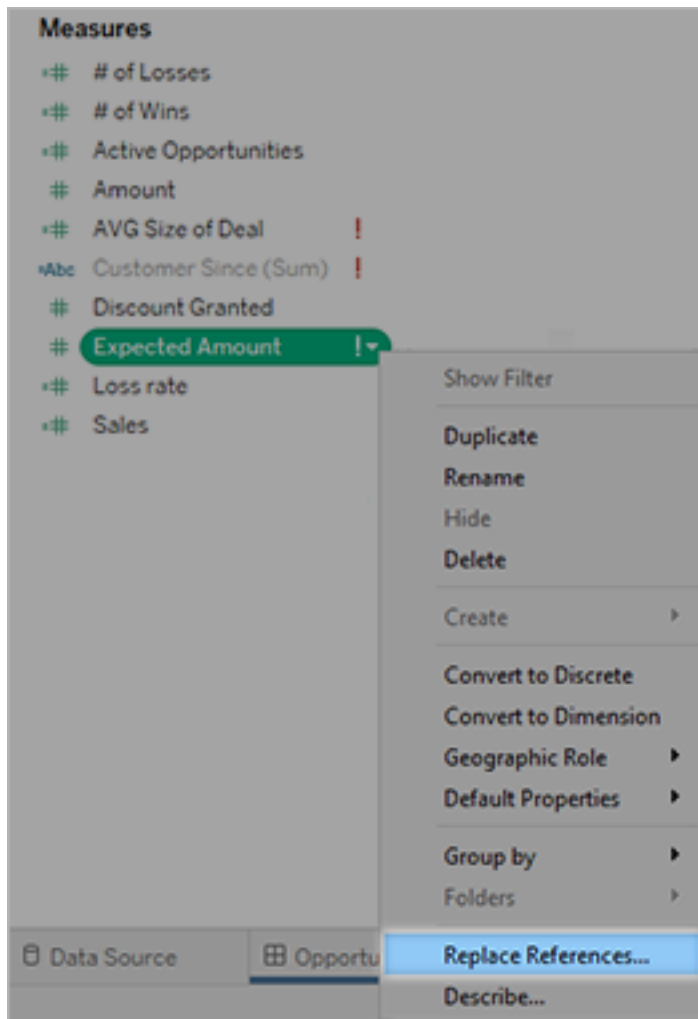 Measures
# of Losses
# of Wins
Active Opportunities
Amount
AVG Size of Deal !
Abc Customer Since (Sum) !
Discount Granted
Expected Amount !
Loss rate
Sales
Show Filter
Duplicate
Rename
Hide
Delete
Create
Convert to Discrete
Convert to Dimension
Geographic Role
Default Properties
Group by
Folders
Replace References...
Describe...
Data Source
Opportu